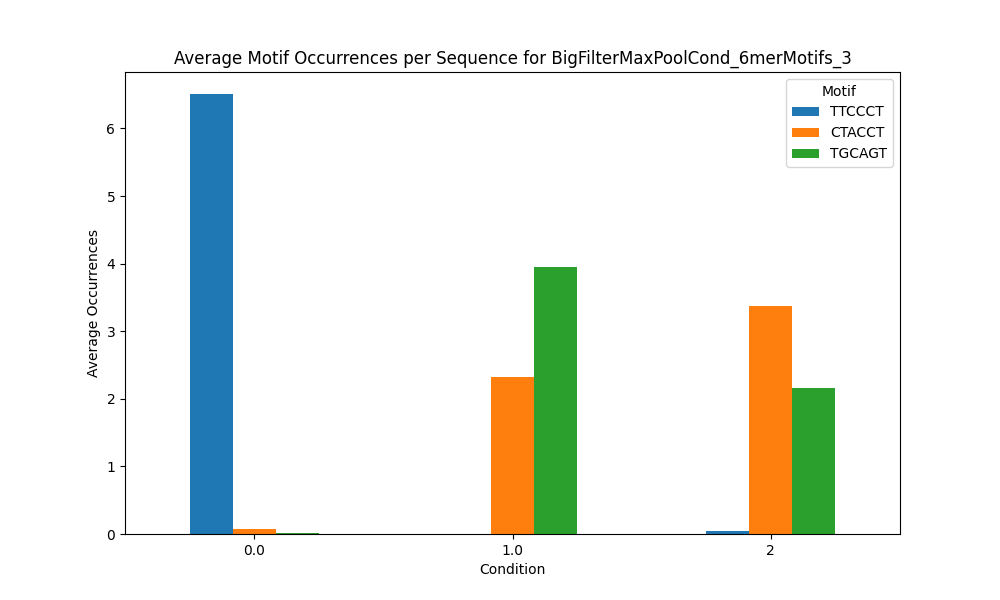 Average Motif Occurrences per Sequence for BigFilterMaxPoolCond_6merMotifs_3
Motif
TTCCCT
CTACCT
TGCAGT
Average Occurrences
6
5
4
3
2
1
0
0.0
1.0
2
Condition